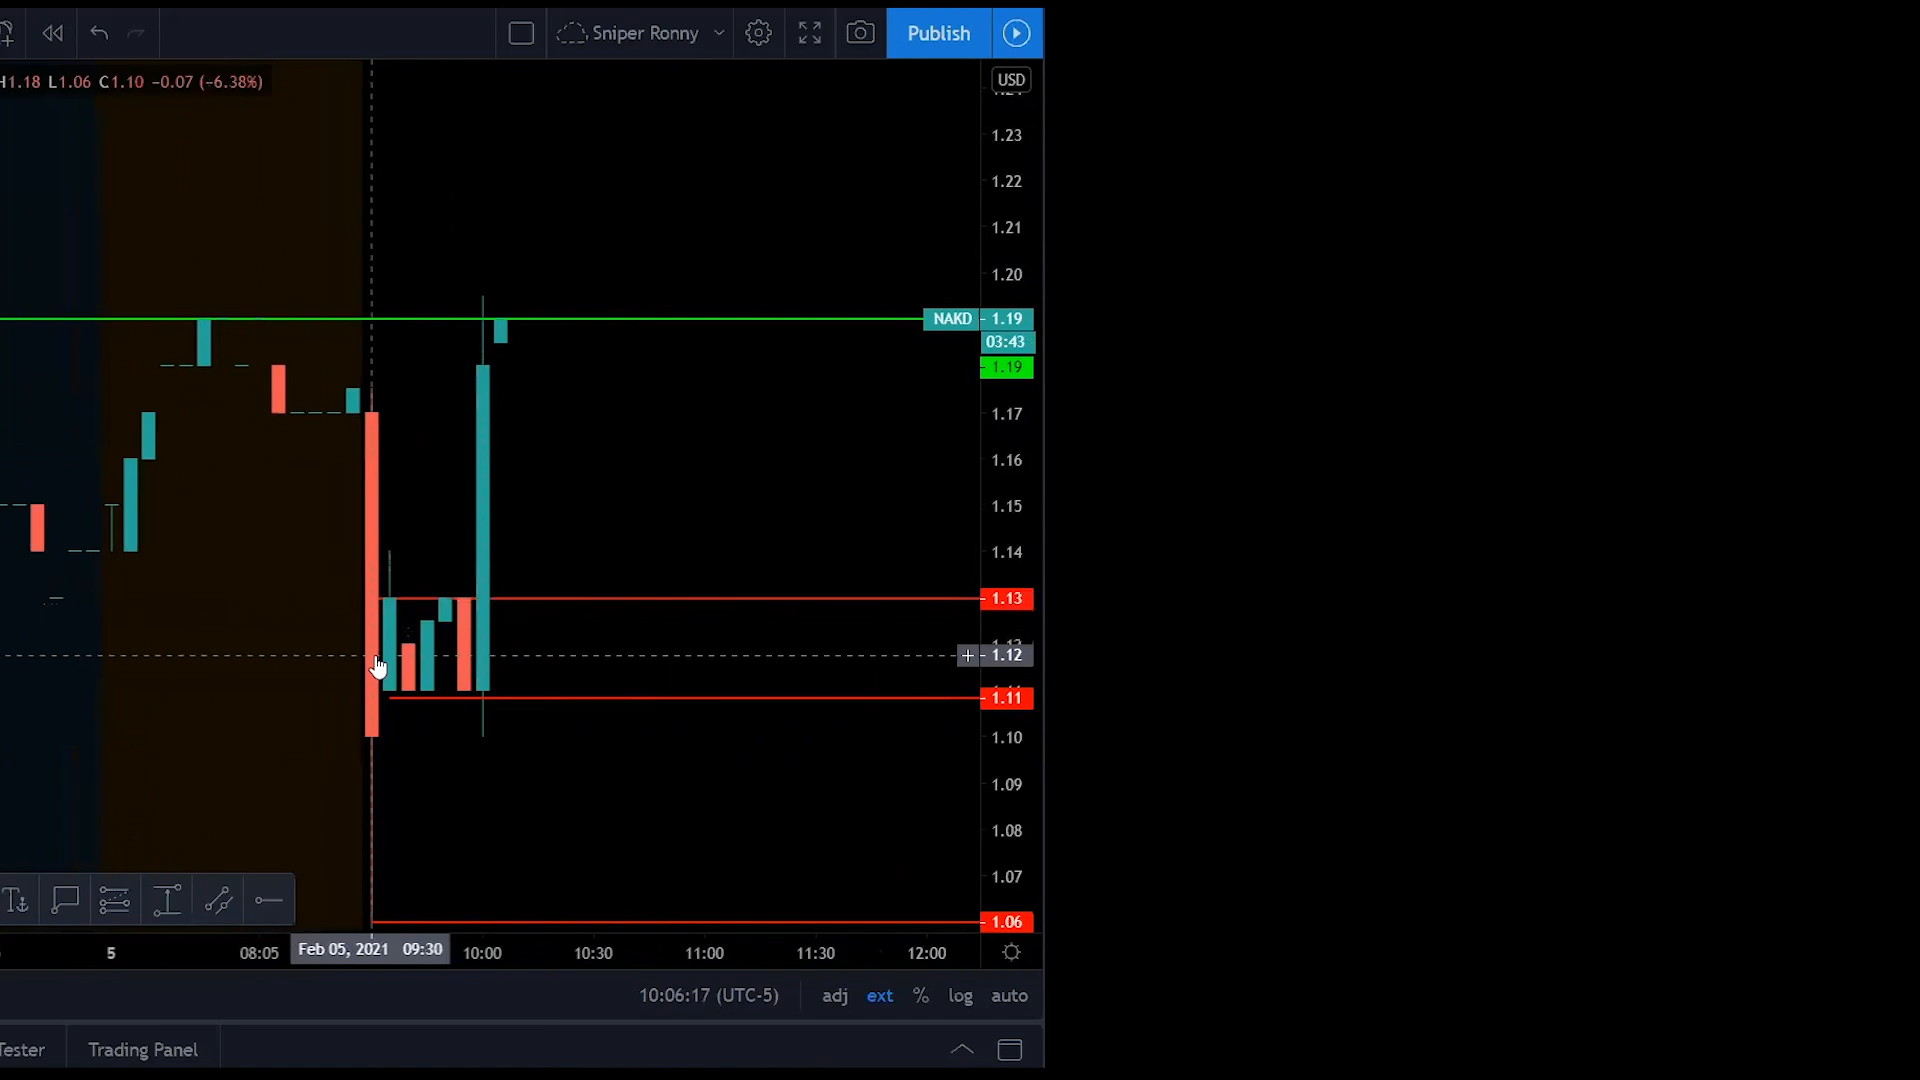 Sniper Ronny
Publish
H1.18 L1.06 C1.10 −0.07 (−6.38%)
USD
1.23
1.22
1.21
1.20
NAKD 1.19
03:43
1.19
1.17
1.16
1.15
1.14
1.13
1.12
1.11
1.10
1.09
1.08
1.07
1.06
5 08:05 Feb 05, 2021 09:30 10:00 10:30 11:00 11:30 12:00
10:06:17 (UTC-5) adj ext % log auto
Tester Trading Panel